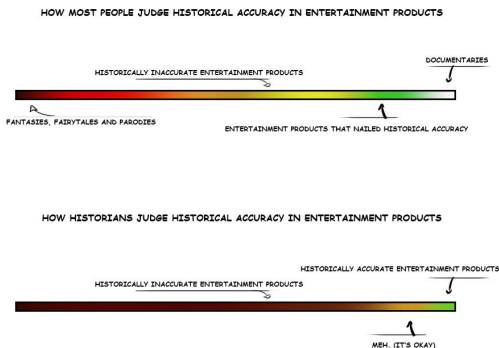 HOW MOST PEOPLE JUDGE HISTORICAL ACCURACY IN ENTERTAINMENT PRODUCTS
DOCUMENTARIES
HISTORICALLY INACCURATE ENTERTAINMENT PRODUCTS
FANTASIES, FAIRYTALES AND PARODIES
ENTERTAINMENT PRODUCTS THAT NAILED HISTORICAL ACCURACY
HOW HISTORIANS JUDGE HISTORICAL ACCURACY IN ENTERTAINMENT PRODUCTS
HISTORICALLY ACCURATE ENTERTAINMENT PRODUCTS
HISTORICALLY INACCURATE ENTERTAINMENT PRODUCTS
MEH. (IT'S OKAY)